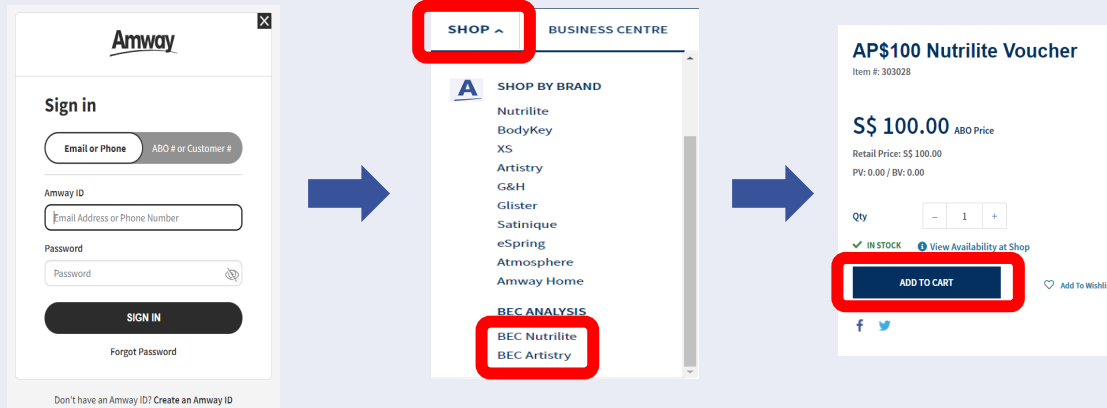 Amway
Sign in
Email or Phone
ABO # or Customer #
Amway ID
Email Address or Phone Number
Password
Password
SIGN IN
Forgot Password
Don't have an Amway ID? Create an Amway ID
SHOP
BUSINESS CENTRE
A
SHOP BY BRAND
Nutrilite
BodyKey
XS
Artistry
G&H
Glister
Satinique
eSpring
Atmosphere
Amway Home
BEC ANALYSIS
BEC Nutrilite
BEC Artistry
AP$100 Nutrilite Voucher
Item #: 303028
S$ 100.00 ABO Price
Retail Price: S$ 100.00
PV: 0.00 / BV: 0.00
Qty - 1 +
IN STOCK View Availability at Shop
ADD TO CART
Add To Wishli